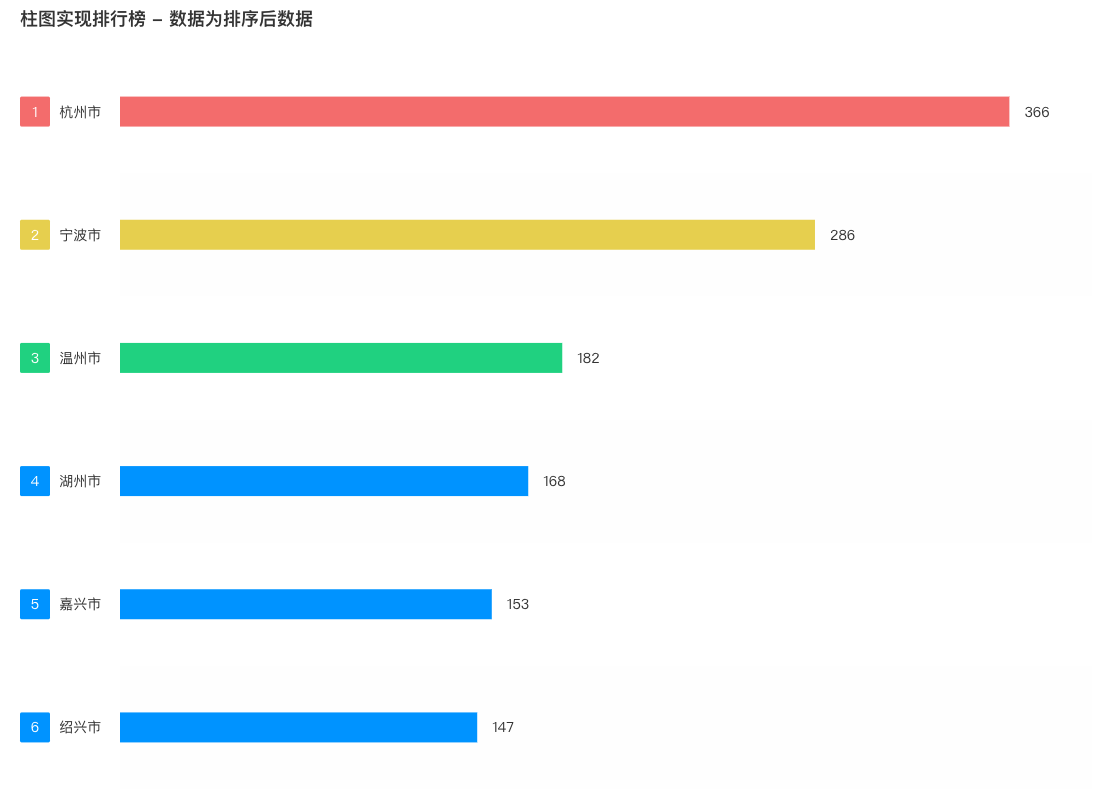 柱图实现排行榜 – 数据为排序后数据
1 杭州市 366
2 宁波市 286
3 温州市 182
4 湖州市 168
5 嘉兴市 153
6 绍兴市 147